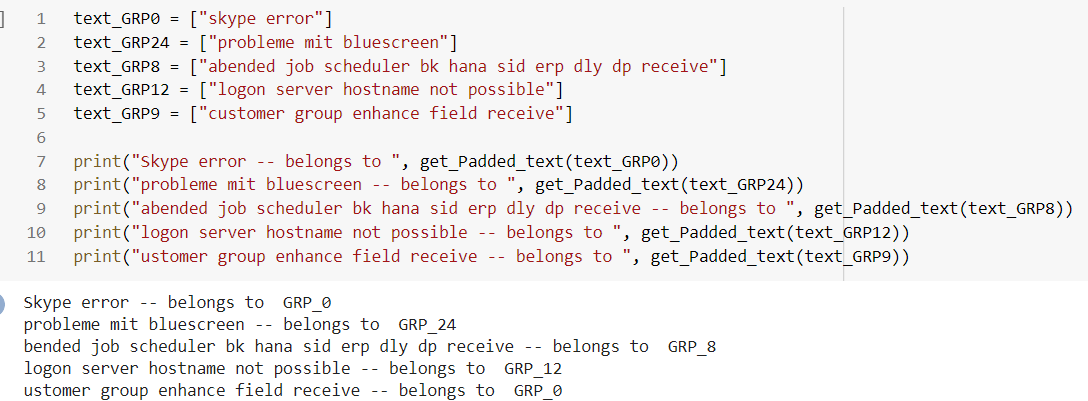 ] 1 text_GRP0 = ["skype error"]
2 text_GRP24 = ["probleme mit bluescreen"]
3 text_GRP8 = ["abended job scheduler bk hana sid erp dly dp receive"]
4 text_GRP12 = ["logon server hostname not possible"]
5 text_GRP9 = ["customer group enhance field receive"]
6
7 print("Skype error -- belongs to ", get_Padded_text(text_GRP0))
8 print("probleme mit bluescreen -- belongs to ", get_Padded_text(text_GRP24))
9 print("abended job scheduler bk hana sid erp dly dp receive -- belongs to ", get_Padded_text(text_GRP8))
10 print("logon server hostname not possible -- belongs to ", get_Padded_text(text_GRP12))
11 print("ustomer group enhance field receive -- belongs to ", get_Padded_text(text_GRP9))
Skype error -- belongs to  GRP_0
probleme mit bluescreen -- belongs to  GRP_24
bended job scheduler bk hana sid erp dly dp receive -- belongs to  GRP_8
logon server hostname not possible -- belongs to  GRP_12
ustomer group enhance field receive -- belongs to  GRP_0